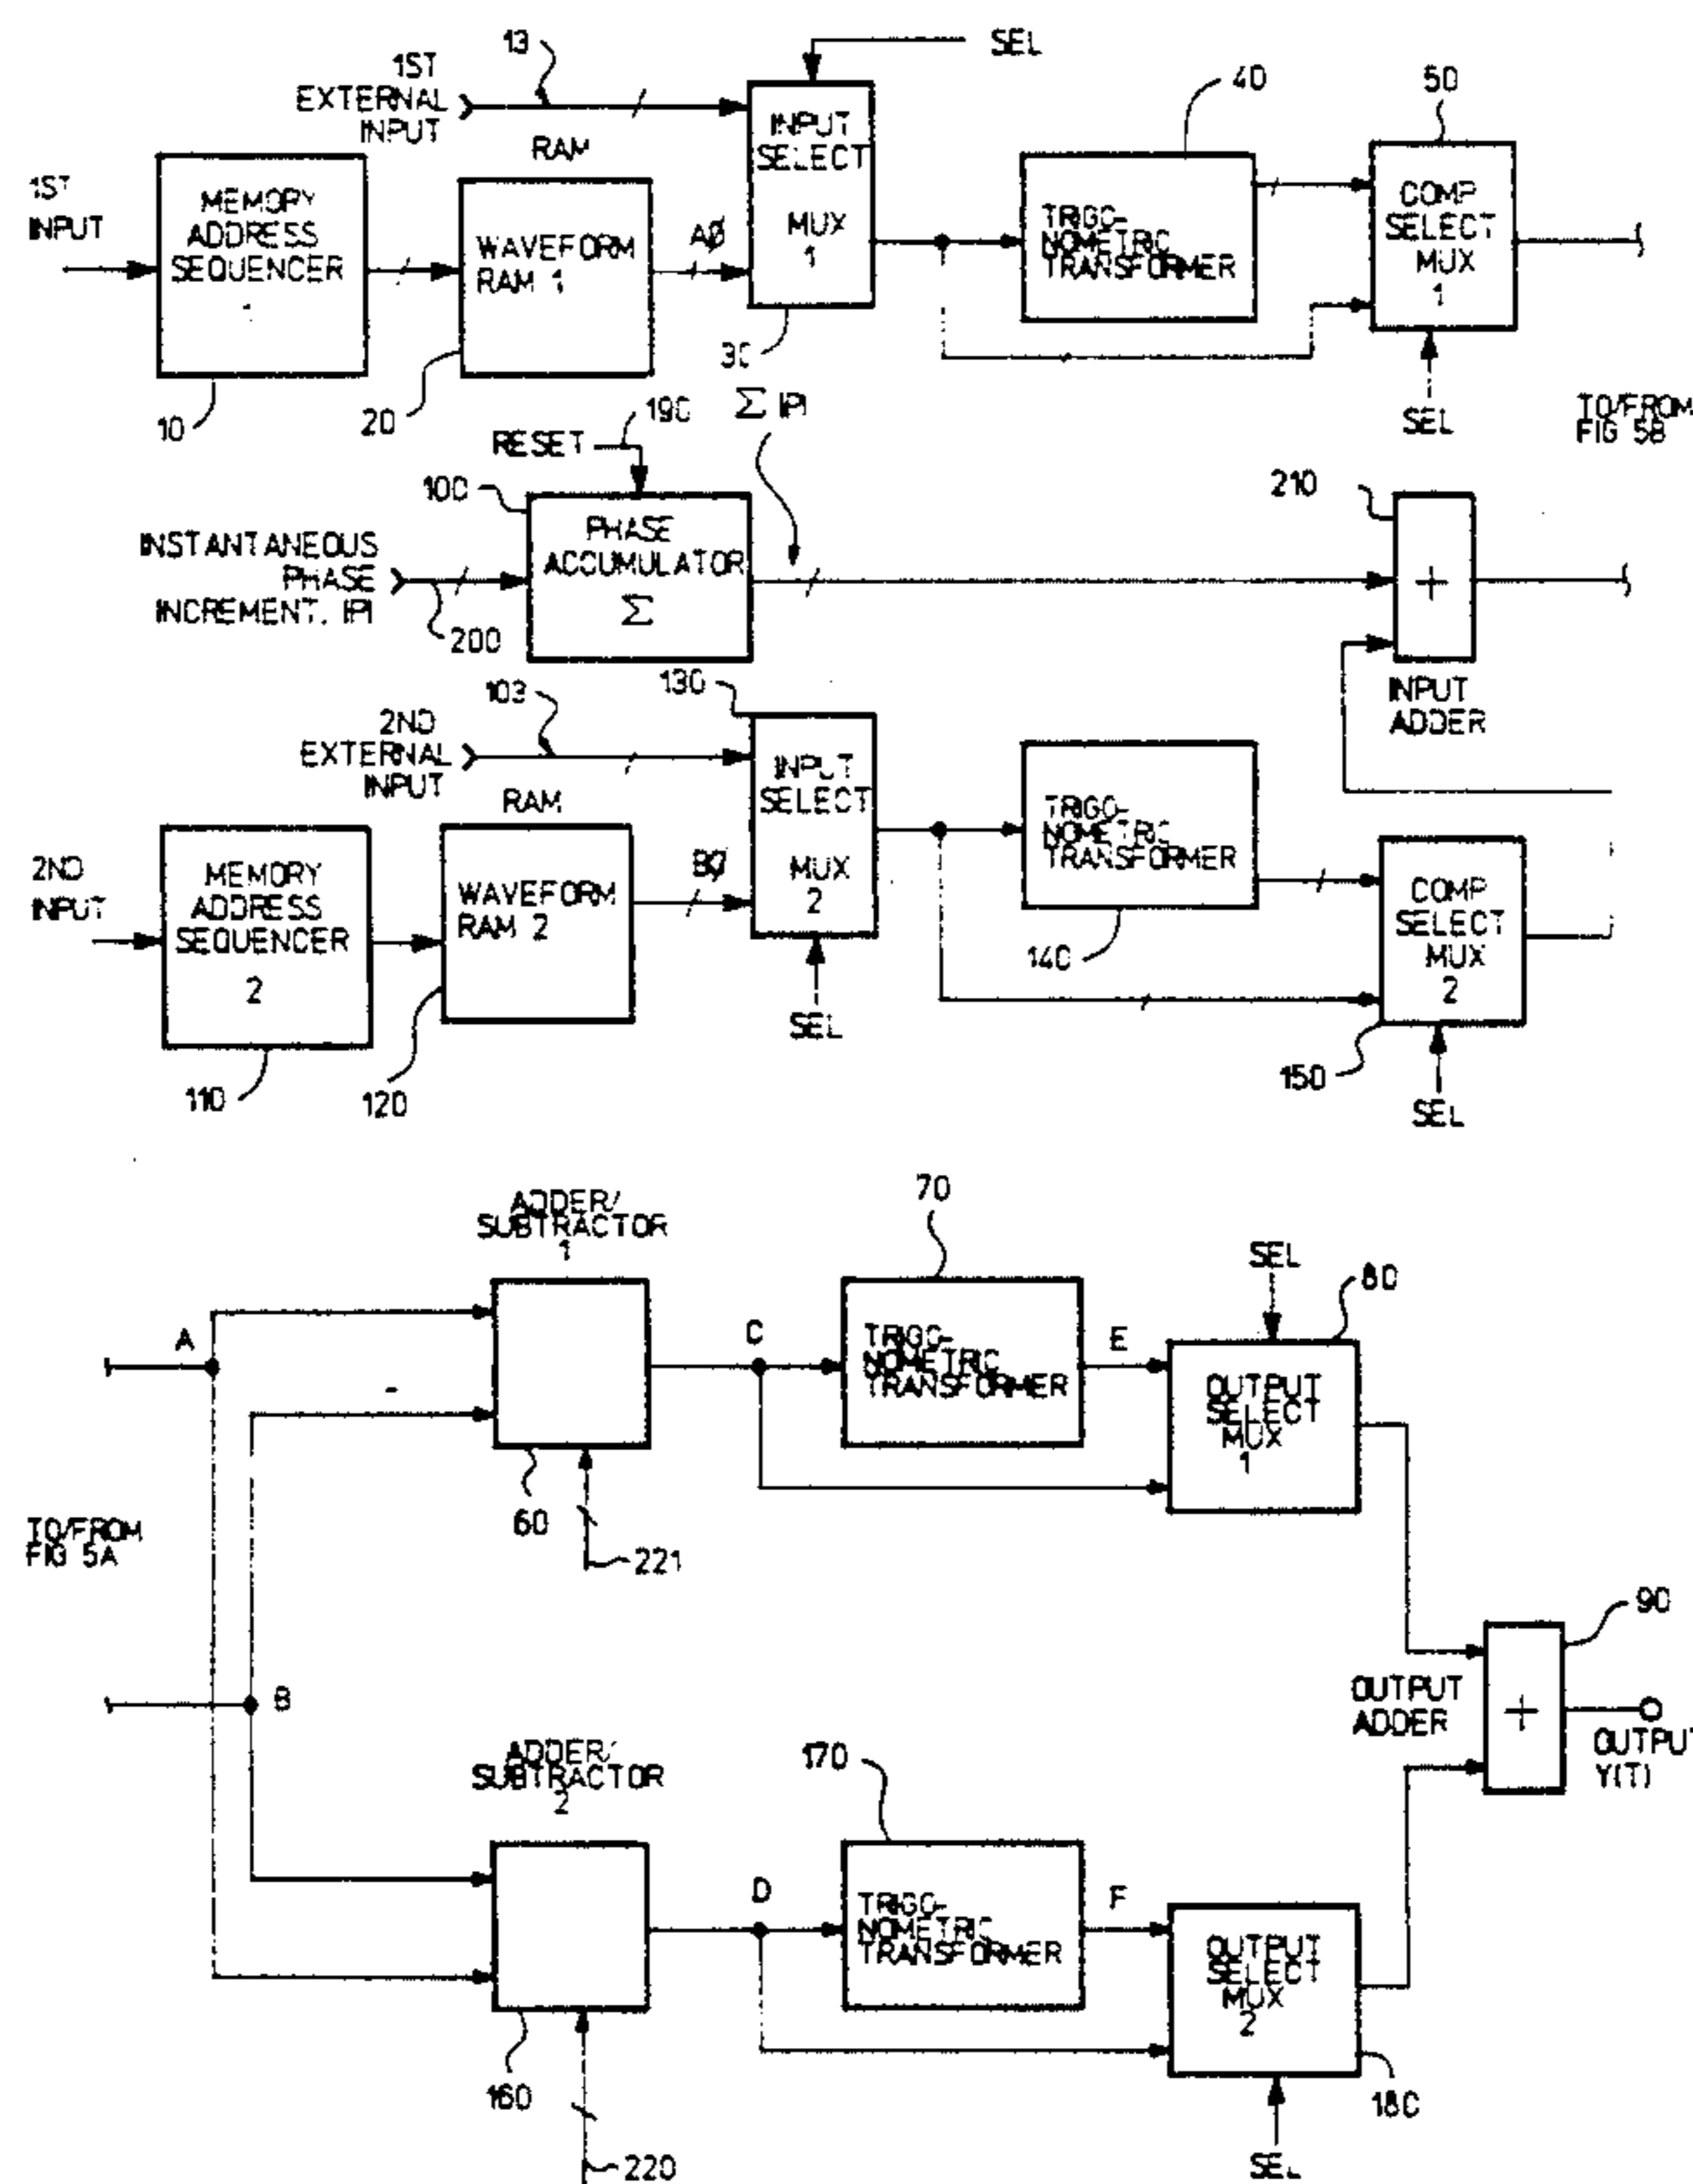 13
SEL
1ST
EXTERNAL
INPUT
RAM
INPUT
SELECT
MUX
1
40
50
1ST
INPUT
MEMORY
ADDRESS
SEQUENCER
1
WAVEFORM
RAM 1
AØ
TRIGO-
NOMETRIC
TRANSFORMER
COMP
SELECT
MUX
1
10
20
30
SEL
TO/FROM
FIG 5B
RESET
190
Σ IPI
100
PHASE
ACCUMULATOR
Σ
210
INSTANTANEOUS
PHASE
INCREMENT, IPI
200
+
INPUT
ADDER
103
130
2ND
EXTERNAL
INPUT
RAM
INPUT
SELECT
MUX
2
TRIGO-
NOMETRIC
TRANSFORMER
2ND
INPUT
MEMORY
ADDRESS
SEQUENCER
2
WAVEFORM
RAM 2
BØ
COMP
SELECT
MUX
2
140
SEL
110
120
150
SEL
ADDER/
SUBTRACTOR
1
70
SEL
80
A
C
TRIGO-
NOMETRIC
TRANSFORMER
E
OUTPUT
SELECT
MUX
1
60
221
TO/FROM
FIG 5A
90
B
OUTPUT
ADDER
+
OUTPUT
Y(T)
ADDER/
SUBTRACTOR
2
170
D
TRIGO-
NOMETRIC
TRANSFORMER
F
OUTPUT
SELECT
MUX
2
160
180
220
SEL